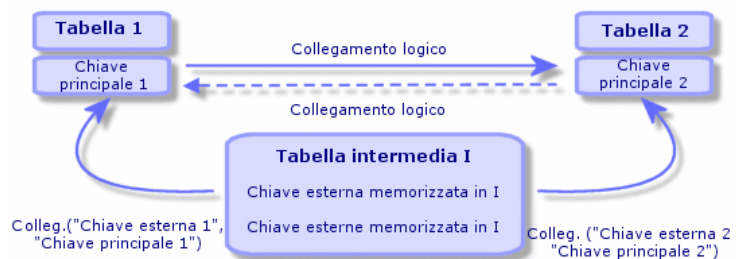 Tabella 1
Chiave
principale 1
Collegamento logico
Collegamento logico
Tabella 2
Chiave
principale 2
Tabella intermedia I
Chiave esterna memorizzata in I
Chiave esterne memorizzata in I
Colleg.("Chiave esterna 1",
"Chiave principale 1")
Colleg. ("Chiave esterna 2
"Chiave principale 2")